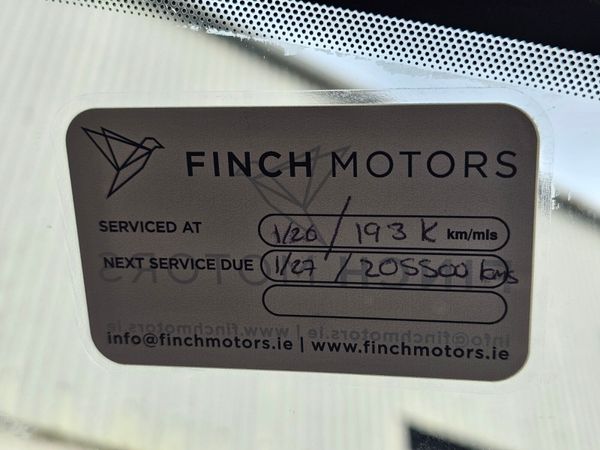 FINCH MOTORS
SERVICED AT 1/26 / 193K km/mls
NEXT SERVICE DUE 1/27 / 205500 kms
info@finchmotors.ie | www.finchmotors.ie